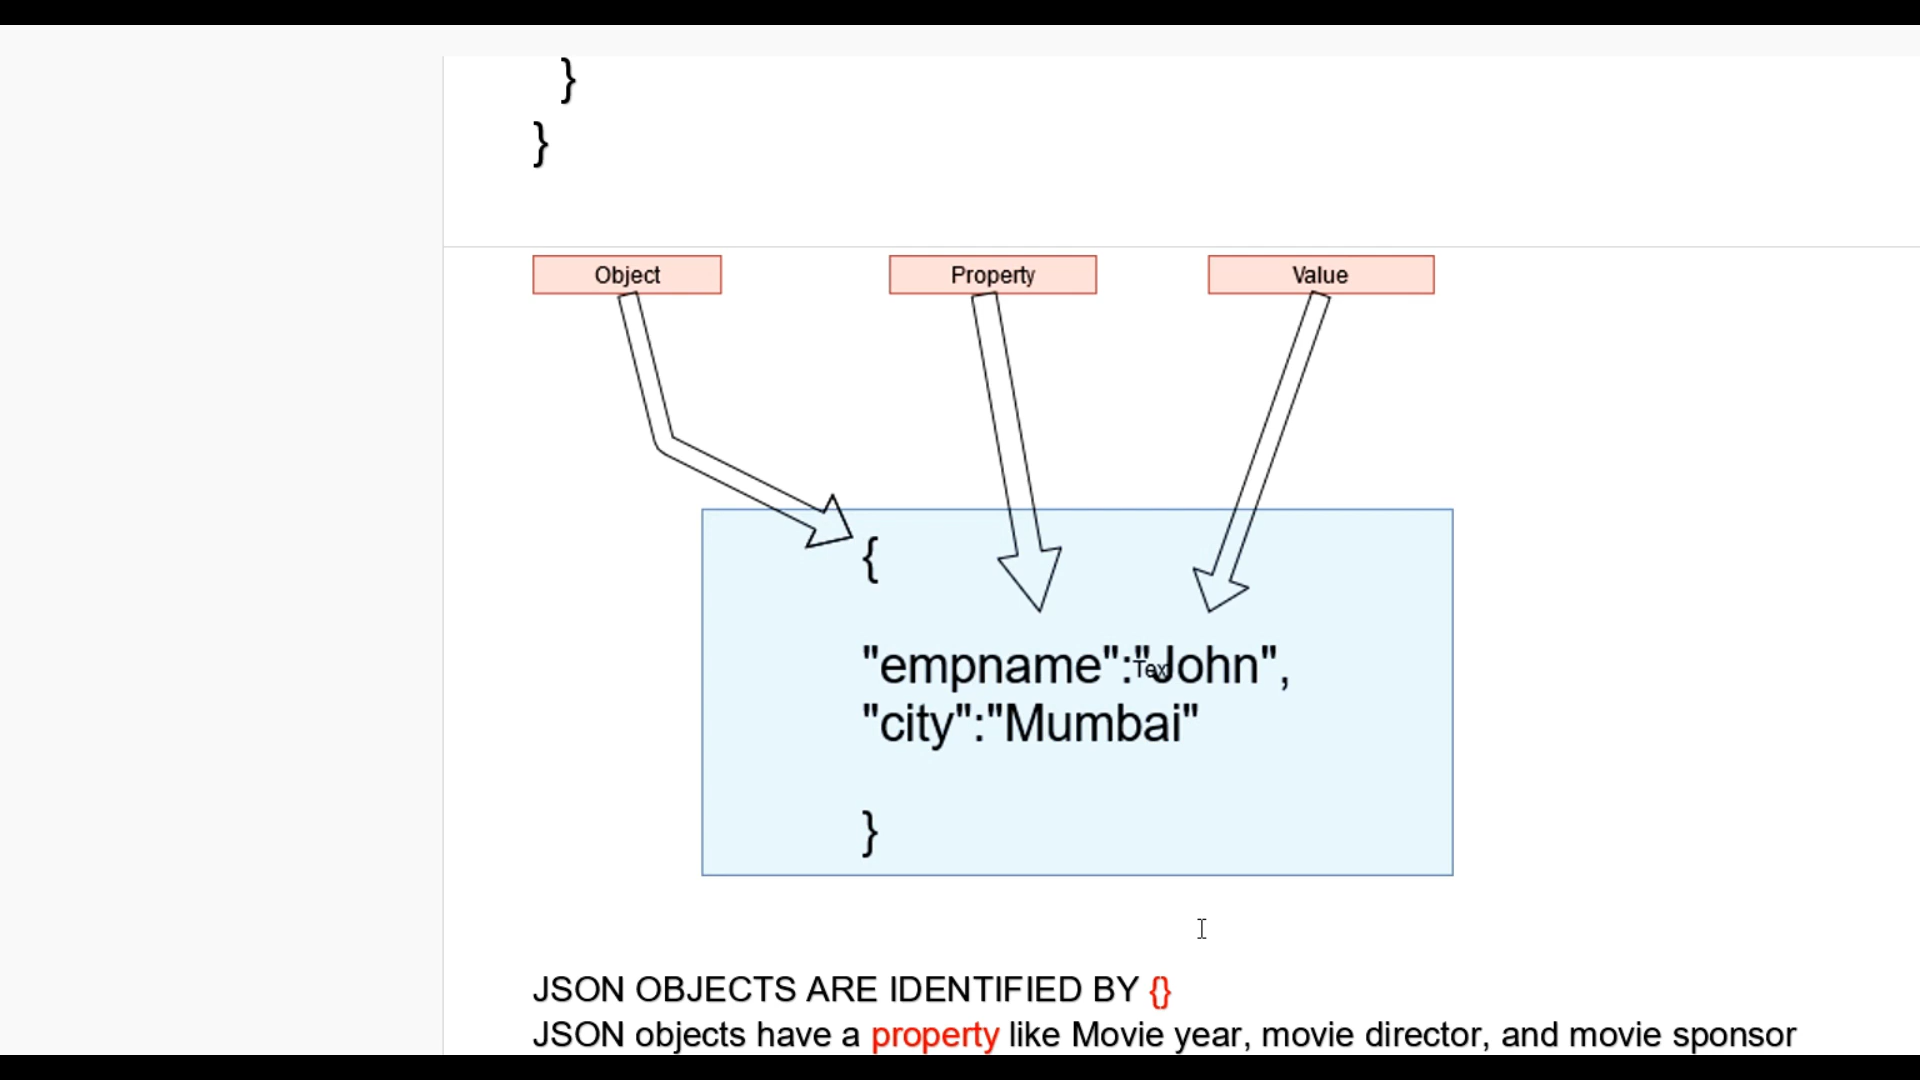 }
}
Object Property Value
{
"empname":"John",
Tex
"city":"Mumbai"
}
JSON OBJECTS ARE IDENTIFIED BY {}
JSON objects have a property like Movie year, movie director, and movie sponsor